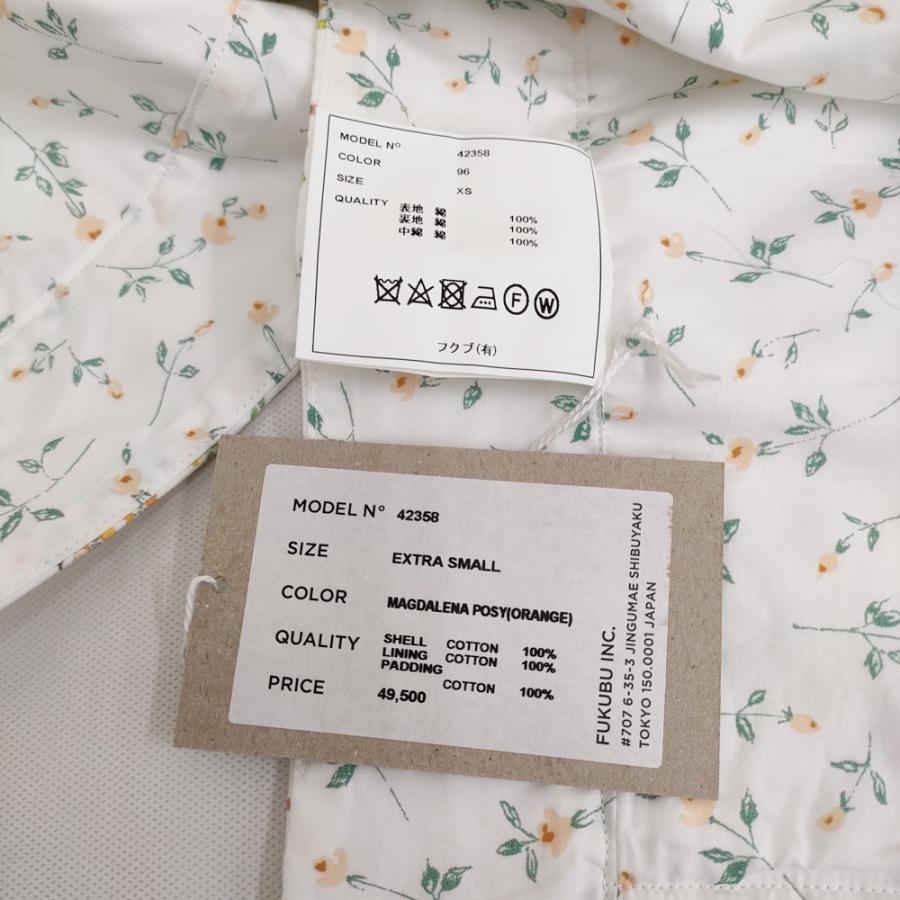 MODEL N° 42358
COLOR 96
SIZE XS
QUALITY
表地 綿 100%
裏地 綿 100%
中綿 綿 100%
F W
フクブ(有)
MODEL N° 42358
SIZE EXTRA SMALL
COLOR MAGDALENA POSY(ORANGE)
QUALITY SHELL COTTON 100%
LINING COTTON 100%
PADDING
COTTON 100%
PRICE 49,500
FUKUBU INC.
#707 6-35-3 JINGUMAE SHIBUYAKU
TOKYO 150.0001 JAPAN